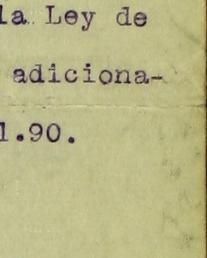 la Ley de
adiciona-
1.90.